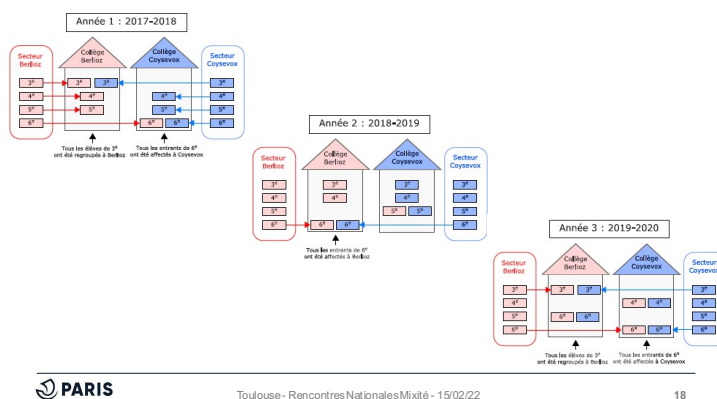 Année 1 : 2017-2018
Secteur
Berlioz
3e
4e
5e
6e
Collège
Berlioz
3e 3e
4e
5e
Collège
Coysevox
4e
5e
6e 6e
Secteur
Coysevox
3e
4e
5e
6e
Tous les élèves de 3e
ont été regroupés à Berlioz
Tous les entrants de 6e
ont été affectés à Coysevox
Année 2 : 2018-2019
Secteur
Berlioz
3e
4e
5e
6e
Collège
Berlioz
3e
4e
6e 6e
Collège
Coysevox
3e
4e
5e 5e
Secteur
Coysevox
3e
4e
5e
6e
Tous les entrants de 6e
ont été affectés à Berlioz
Année 3 : 2019-2020
Secteur
Berlioz
3e
4e
5e
6e
Collège
Berlioz
3e 3e
6e 6e
Collège
Coysevox
4e 4e
6e 6e
Secteur
Coysevox
3e
4e
5e
6e
Tous les élèves de 3e
ont été regroupés à Berlioz
Tous les entrants de 6e
ont été affectés à Coysevox
PARIS
Toulouse - Rencontres Nationales Mixité - 15/02/22
18